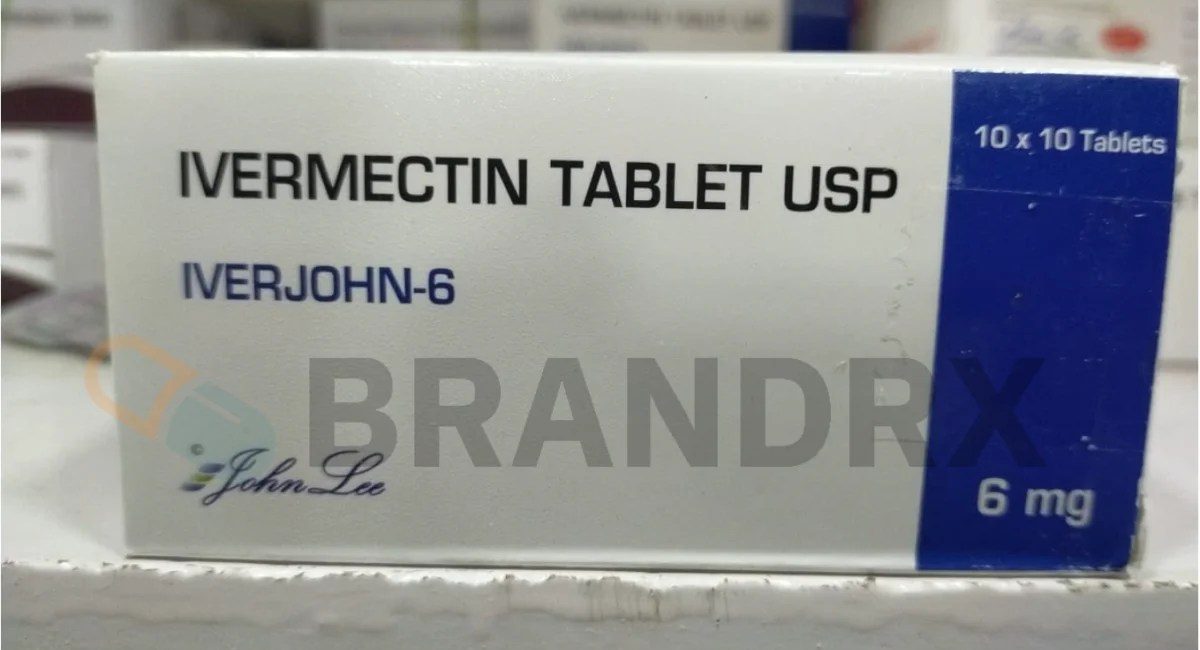 IVERMECTIN TABLET USP
IVERJOHN-6
10 x 10 Tablets
BRANDRX
John Lee
6 mg